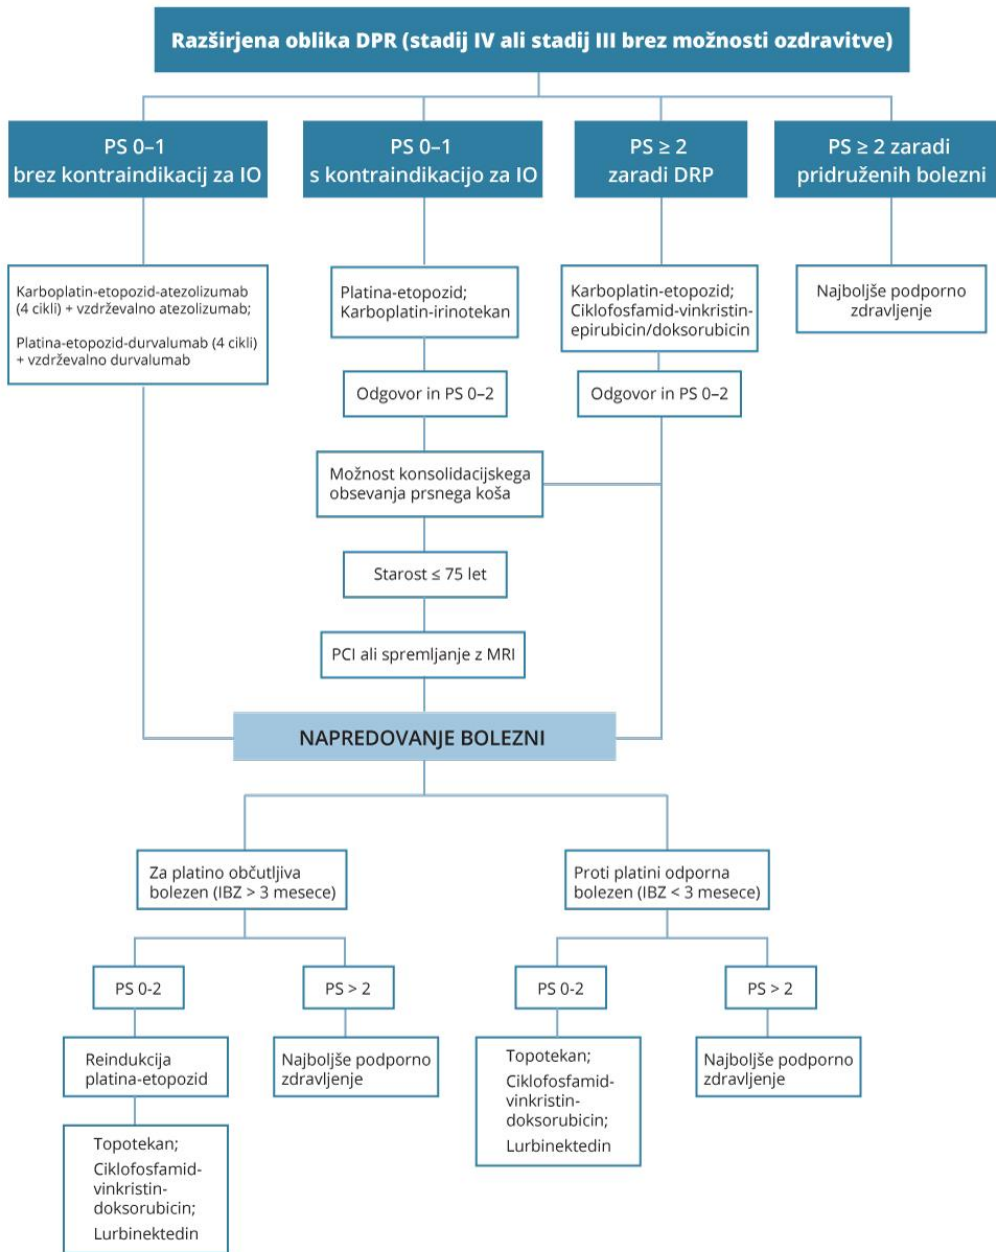 Razširjena oblika DPR (stadij IV ali stadij III brez možnosti ozdravitve)
PS 0–1
brez kontraindikacij za IO
PS 0–1
s kontraindikacijo za IO
PS ≥ 2
zaradi DRP
PS ≥ 2 zaradi
pridruženih bolezni
Karboplatin-etopozid-atezolizumab
(4 cikli) + vzdrževalno atezolizumab;
Platina-etopozid-durvalumab (4 cikli)
+ vzdrževalno durvalumab
Platina-etopozid;
Karboplatin-irinotekan
Karboplatin-etopozid;
Ciklofosfamid-vinkristin-
epirubicin/doksorubicin
Najboljše podporno
zdravljenje
Odgovor in PS 0–2
Odgovor in PS 0–2
Možnost konsolidacijskega
obsevanja prsnega koša
Starost ≤ 75 let
PCI ali spremljanje z MRI
NAPREDOVANJE BOLEZNI
Za platino občutljiva
bolezen (IBZ > 3 mesece)
Proti platini odporna
bolezen (IBZ < 3 mesece)
PS 0-2
PS > 2
PS 0-2
PS > 2
Reindukcija
platina-etopozid
Najboljše podporno
zdravljenje
Topotekan;
Ciklofosfamid-
vinkristin-
doksorubicin;
Lurbinektedin
Najboljše podporno
zdravljenje
Topotekan;
Ciklofosfamid-
vinkristin-
doksorubicin;
Lurbinektedin